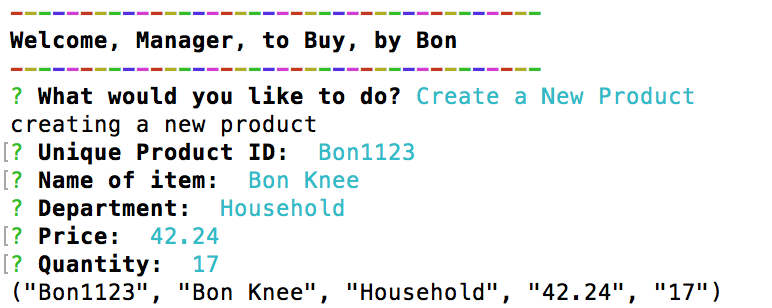 Welcome, Manager, to Buy, by Bon
? What would you like to do? Create a New Product
creating a new product
[? Unique Product ID: Bon1123
[? Name of item: Bon Knee
? Department: Household
[? Price: 42.24
[? Quantity: 17
("Bon1123", "Bon Knee", "Household", "42.24", "17")